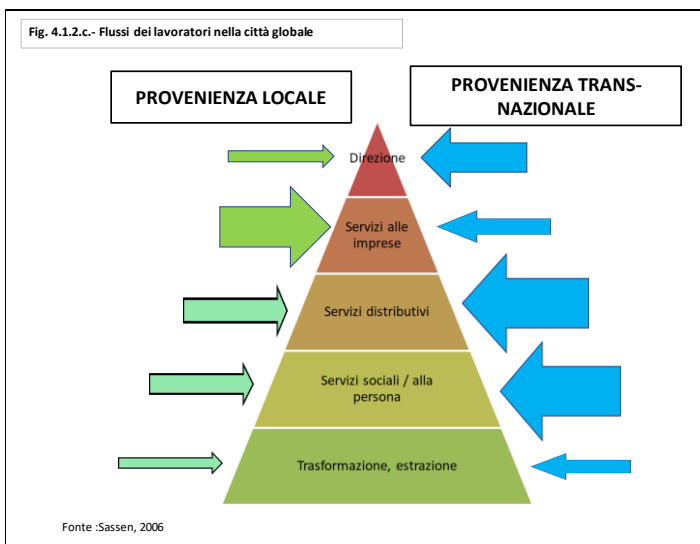 Fig. 4.1.2.c.- Flussi dei lavoratori nella città globale
PROVENIENZA LOCALE
PROVENIENZA TRANS-
NAZIONALE
Direzione
Servizi alle
imprese
Servizi distributivi
Servizi sociali / alla
persona
Trasformazione, estrazione
Fonte :Sassen, 2006